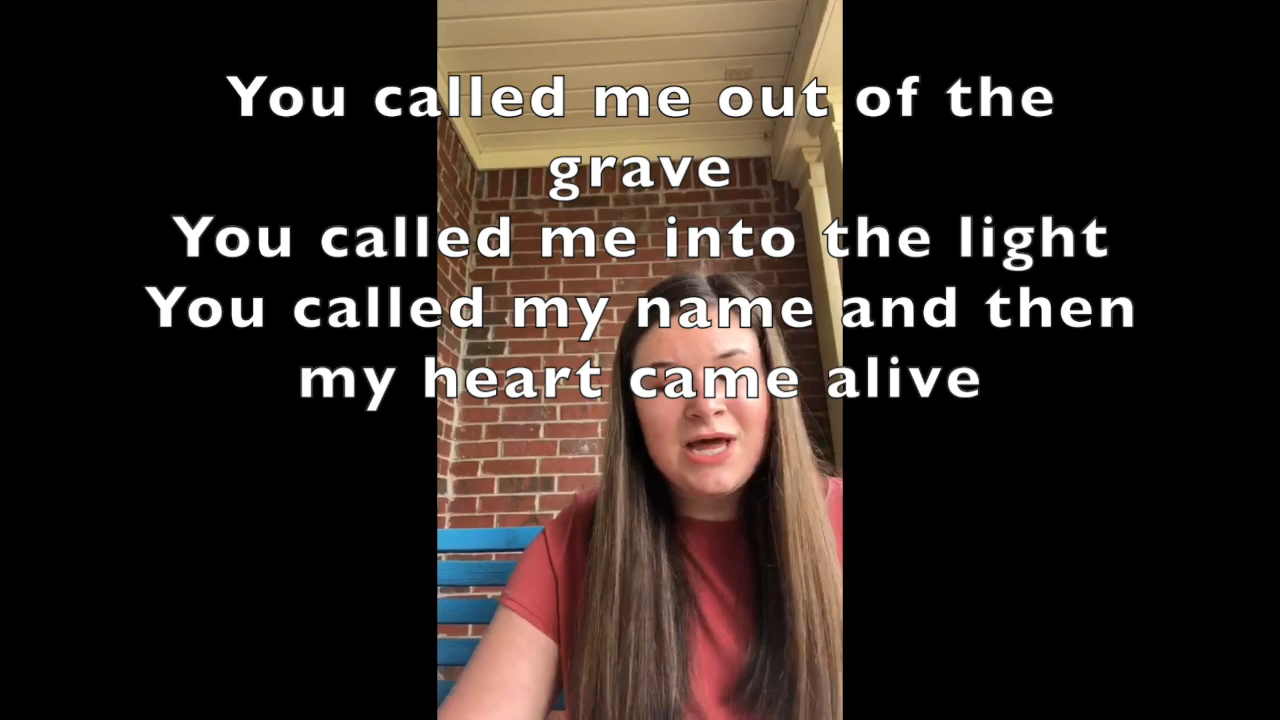 You called me out of the
grave
You called me into the light
You called my name and then
my heart came alive